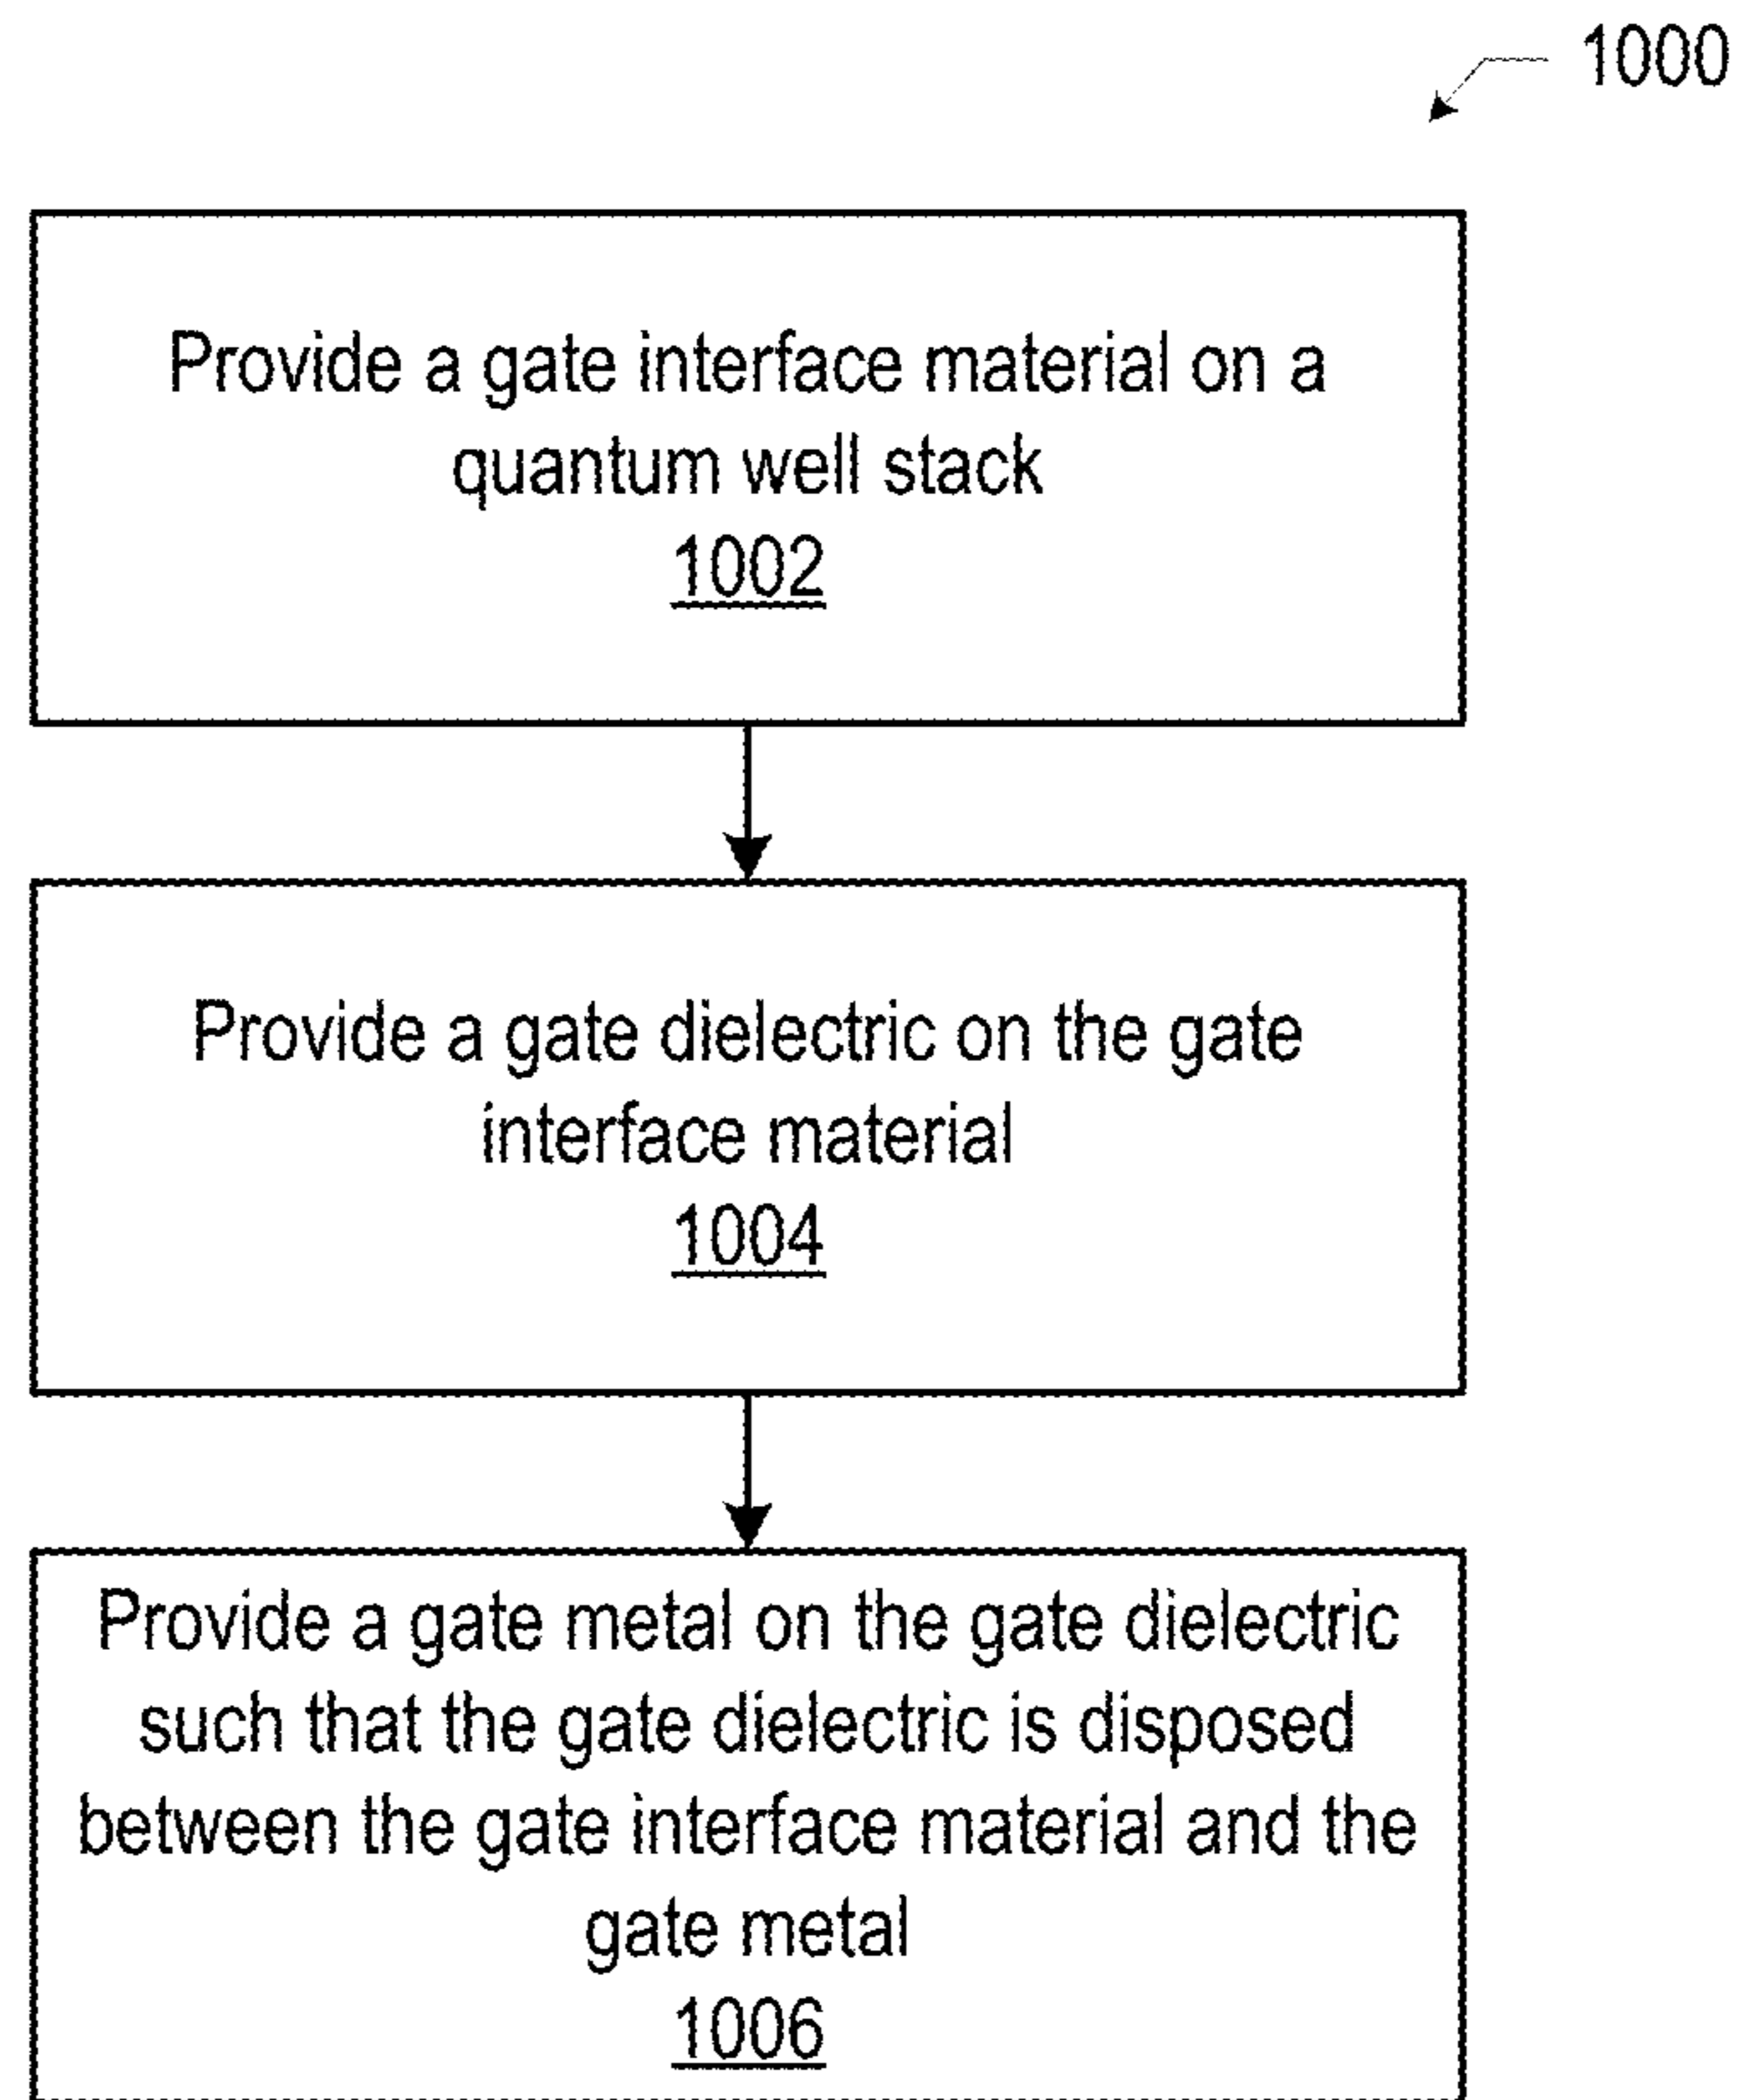 1000
Provide a gate interface material on a
quantum well stack
1002
Provide a gate dielectric on the gate
interface material
1004
Provide a gate metal on the gate dielectric
such that the gate dielectric is disposed
between the gate interface material and the
gate metal
1006